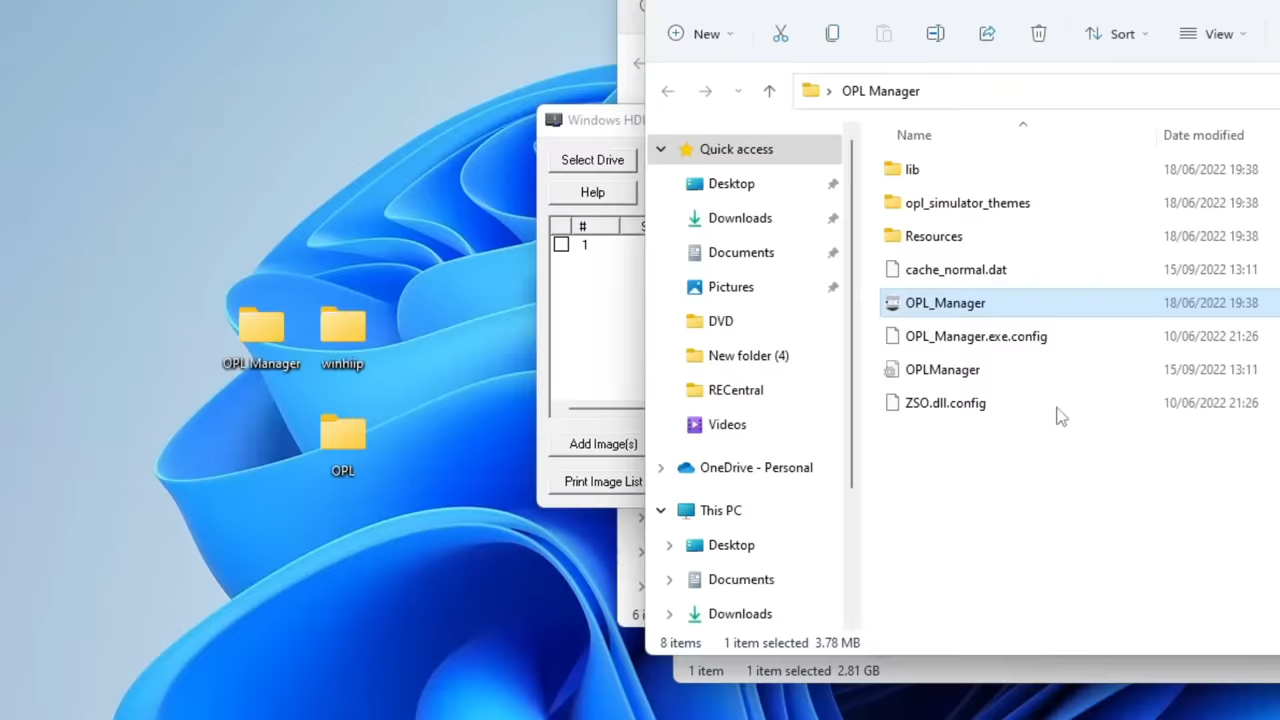 OPL Manager
winhiip
OPL
Windows HDI
Select Drive
Help
#
1
Add Image(s)
Print Image List
6 i
New
Sort
View
OPL Manager
Quick access
Desktop
Downloads
Documents
Pictures
DVD
New folder (4)
RECentral
Videos
OneDrive - Personal
This PC
Desktop
Documents
Downloads
Name Date modified
lib 18/06/2022 19:38
opl_simulator_themes 18/06/2022 19:38
Resources 18/06/2022 19:38
cache_normal.dat 15/09/2022 13:11
OPL_Manager 18/06/2022 19:38
OPL_Manager.exe.config 10/06/2022 21:26
OPLManager 15/09/2022 13:11
ZSO.dll.config 10/06/2022 21:26
8 items 1 item selected 3.78 MB
1 item 1 item selected 2.81 GB